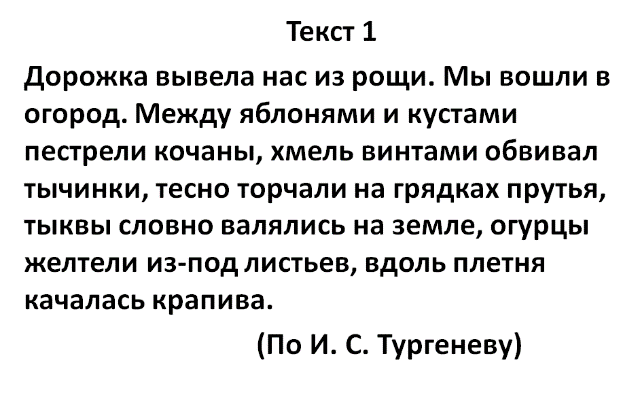 Текст 1
Дорожка вывела нас из рощи. Мы вошли в
огород. Между яблонями и кустами
пестрели кочаны, хмель винтами обвивал
тычинки, тесно торчали на грядках прутья,
тыквы словно валялись на земле, огурцы
желтели из-под листьев, вдоль плетня
качалась крапива.
(По И. С. Тургеневу)